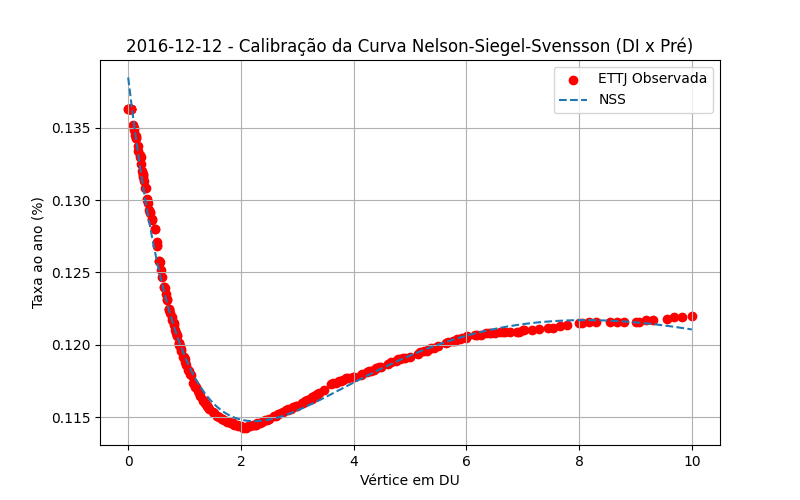 2016-12-12 - Calibração da Curva Nelson-Siegel-Svensson (DI x Pré)
ETTJ Observada
NSS
Taxa ao ano (%)
0.135
0.130
0.125
0.120
0.115
0 2 4 6 8 10
Vértice em DU